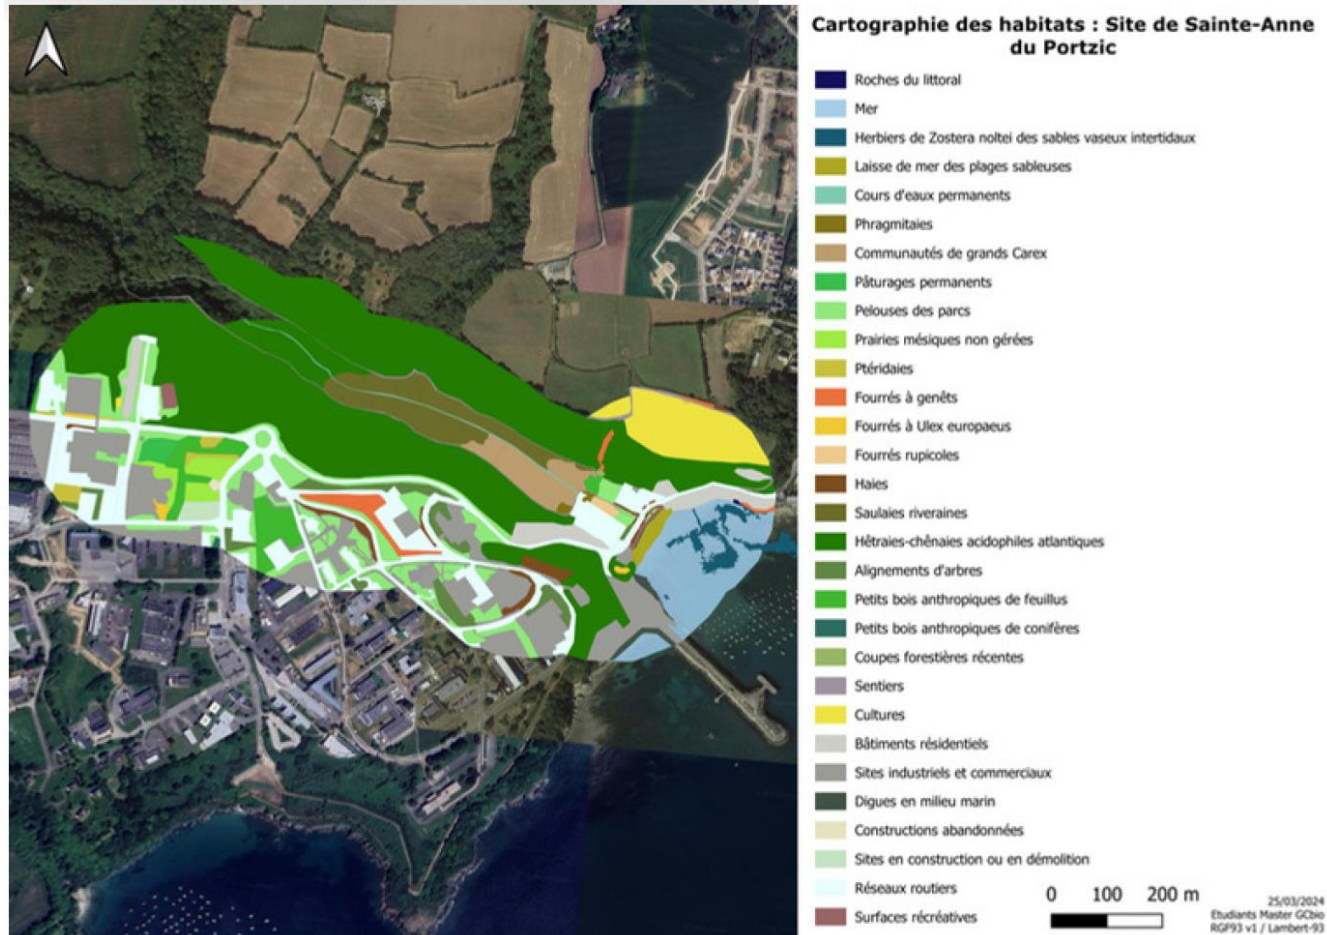 Cartographie des habitats : Site de Sainte-Anne
du Portzic
Roches du littoral
Mer
Herbiers de Zostera noltei des sables vaseux intertidaux
Laisse de mer des plages sableuses
Cours d'eaux permanents
Phragmitaies
Communautés de grands Carex
Pâturages permanents
Pelouses des parcs
Prairies mésiques non gérées
Ptéridaies
Fourrés à genêts
Fourrés à Ulex europaeus
Fourrés rupicoles
Haies
Saulaies riveraines
Hêtraies-chênaies acidophiles atlantiques
Alignements d'arbres
Petits bois anthropiques de feuillus
Petits bois anthropiques de conifères
Coupes forestières récentes
Sentiers
Cultures
Bâtiments résidentiels
Sites industriels et commerciaux
Digues en milieu marin
Constructions abandonnées
Sites en construction ou en démolition
Réseaux routiers
Surfaces récréatives
0 100 200 m
25/03/2024
Etudiants Master GCbio
RGF93 v1 / Lambert-93